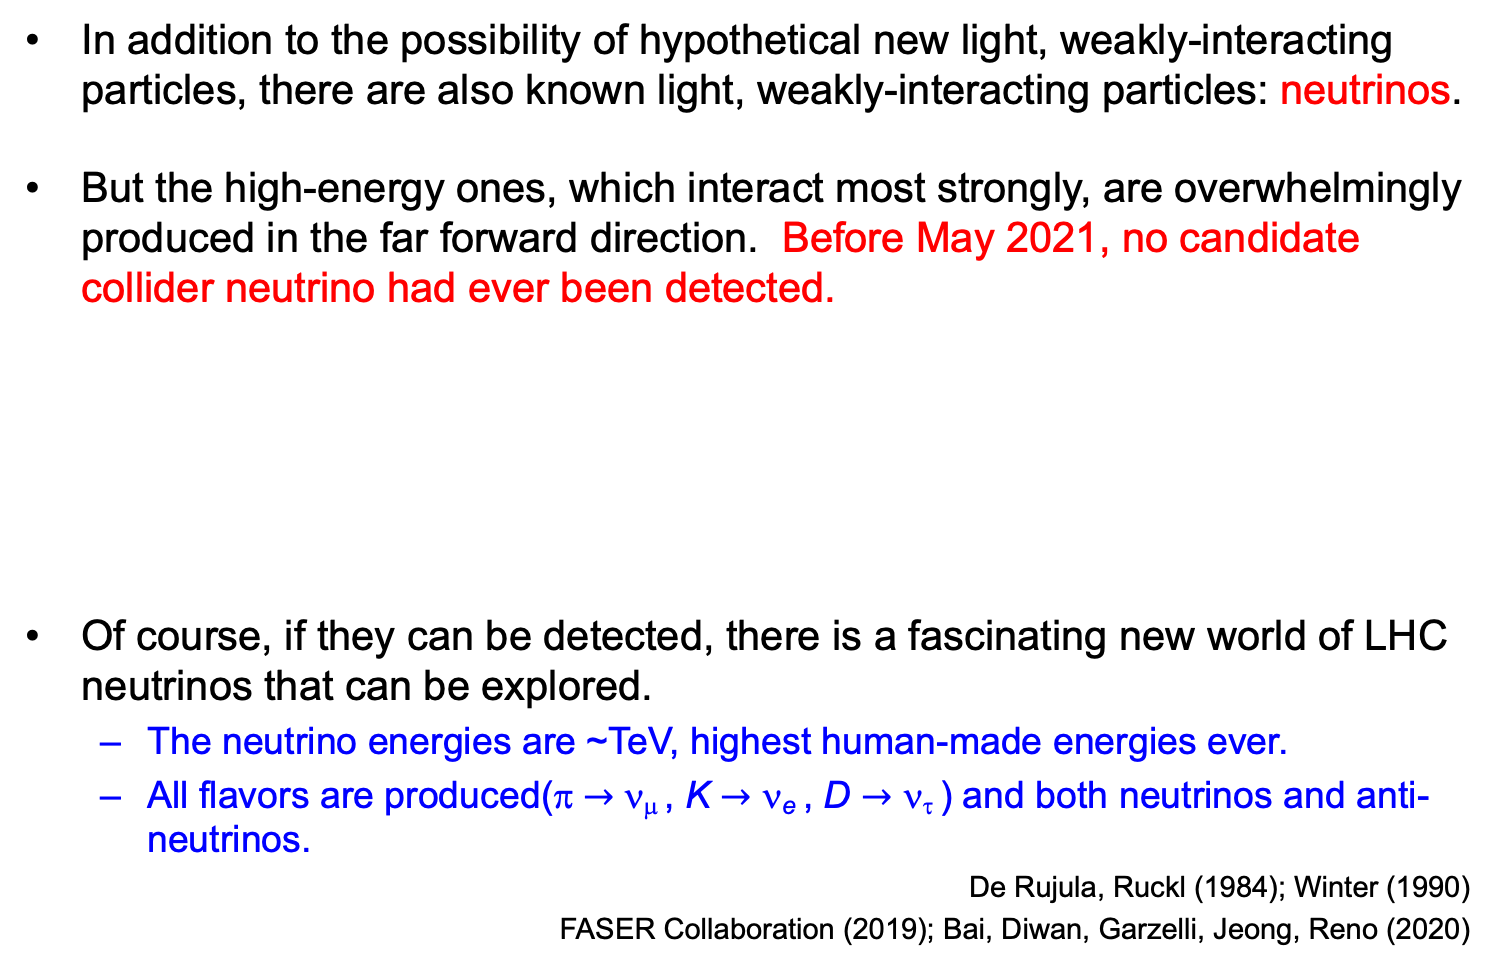 • In addition to the possibility of hypothetical new light, weakly-interacting
particles, there are also known light, weakly-interacting particles: neutrinos.
• But the high-energy ones, which interact most strongly, are overwhelmingly
produced in the far forward direction.  Before May 2021, no candidate
collider neutrino had ever been detected.
• Of course, if they can be detected, there is a fascinating new world of LHC
neutrinos that can be explored.
– The neutrino energies are ~TeV, highest human-made energies ever.
– All flavors are produced(π → νμ , K → νe , D → ντ ) and both neutrinos and anti-
neutrinos.
De Rujula, Ruckl (1984); Winter (1990)
FASER Collaboration (2019); Bai, Diwan, Garzelli, Jeong, Reno (2020)